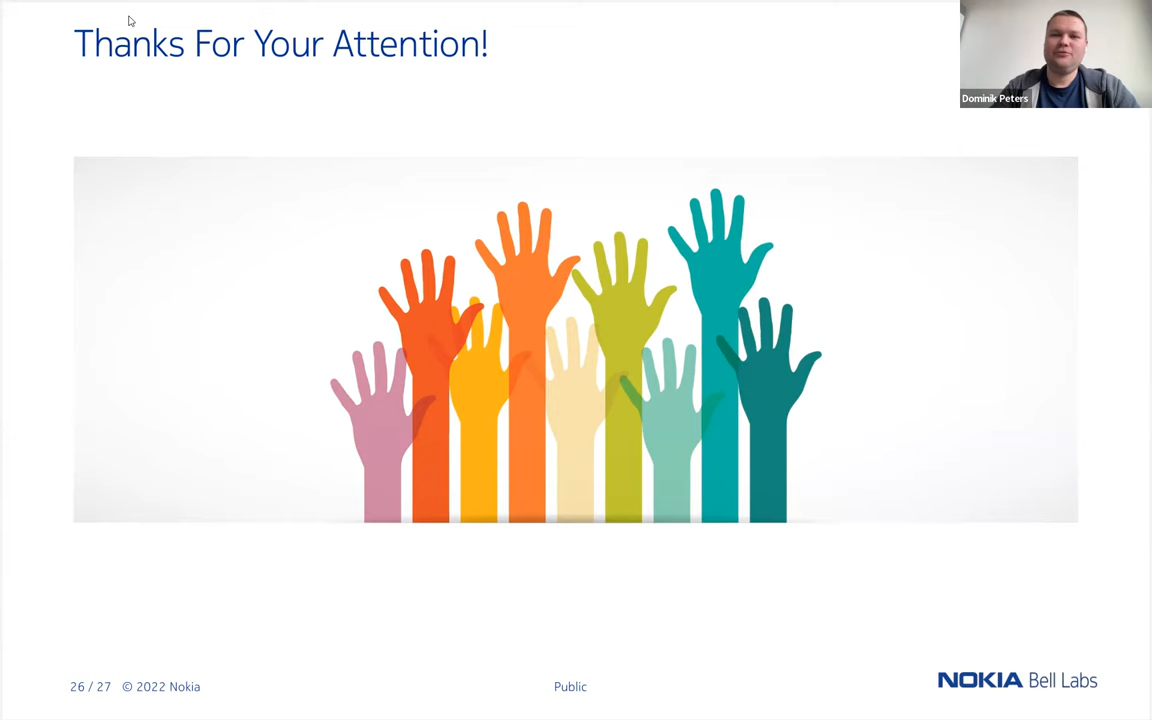 Thanks For Your Attention!
Dominik Peters
26 / 27 © 2022 Nokia
Public
NOKIA Bell Labs